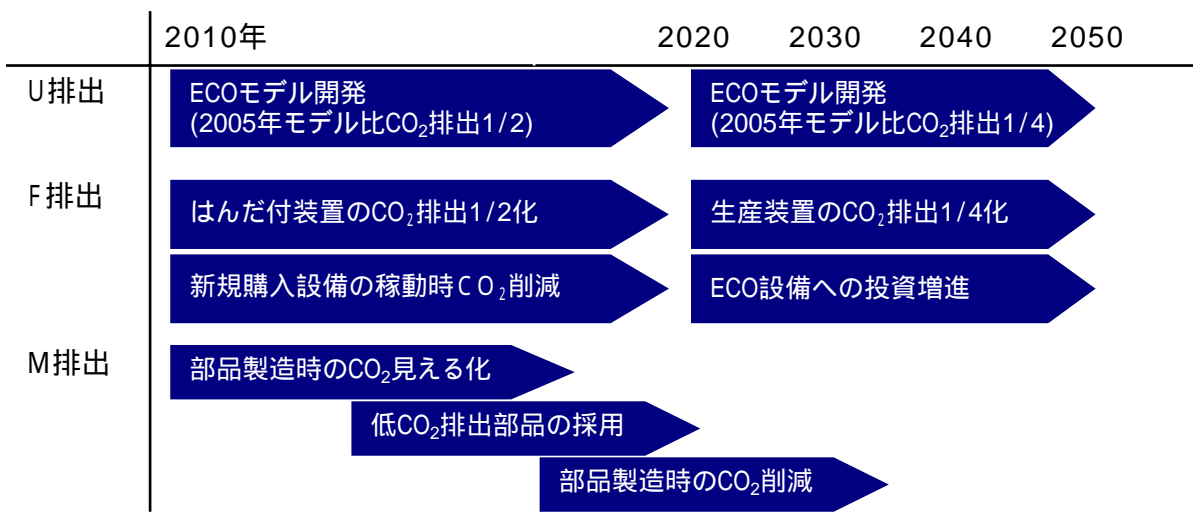 2010年 2020 2030 2040 2050
U排出
ECOモデル開発
(2005年モデル比CO₂排出1/2)
ECOモデル開発
(2005年モデル比CO₂排出1/4)
F排出
はんだ付装置のCO₂排出1/2化
生産装置のCO₂排出1/4化
新規購入設備の稼動時CO₂削減
ECO設備への投資増進
M排出
部品製造時のCO₂見える化
低CO₂排出部品の採用
部品製造時のCO₂削減